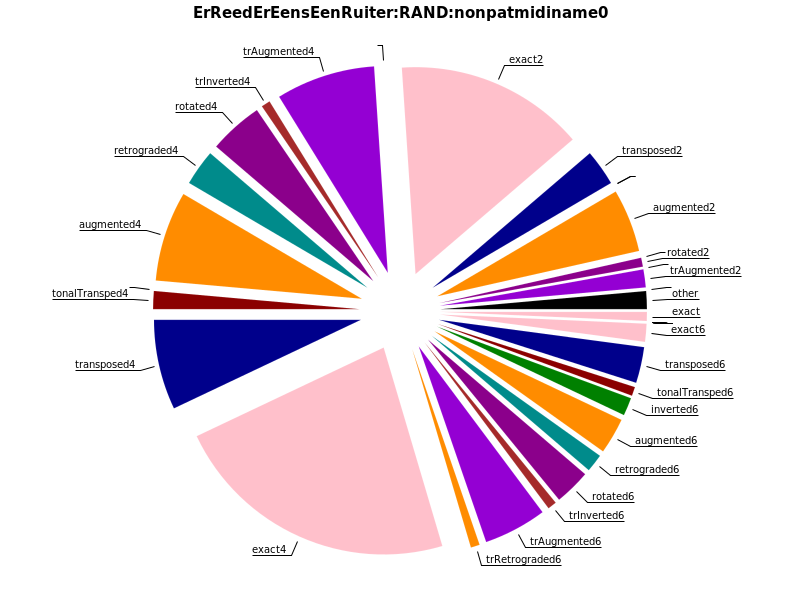 ErReedErEensEenRuiter:RAND:nonpatmidiname0
trAugmented4
exact2
trInverted4
rotated4
retrograded4
transposed2
augmented4
augmented2
rotated2
trAugmented2
tonalTransped4
other
exact
exact6
transposed4
transposed6
tonalTransped6
inverted6
augmented6
retrograded6
rotated6
trInverted6
exact4
trAugmented6
trRetrograded6